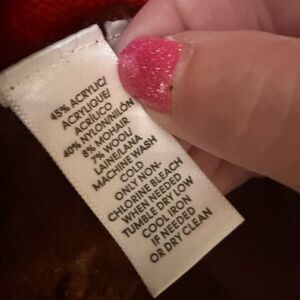 45% ACRYLIC/
ACRYLIQUE/
ACRÍLICO
40% NYLON/NILÓN
8% MOHAIR
7% WOOL/
LAINE/LANA
MACHINE WASH
COLD
ONLY NON-
CHLORINE BLEACH
WHEN NEEDED
TUMBLE DRY LOW
COOL IRON
IF NEEDED
OR DRY CLEAN